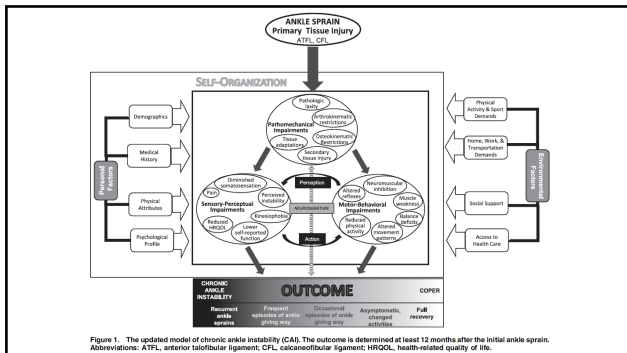 ANKLE SPRAIN
Primary Tissue Injury
ATFL, CFL
SELF-ORGANIZATION
Personal Factors
Demographics
Medical
History
Physical
Attributes
Psychological
Profile
Pathologic
laxity
Arthrokinematic
restrictions
Pathomechanical
Impairments
Osteokinematic
Restrictions
Tissue
adaptations
Secondary
tissue injury
Diminished
somatosensation
Pain
Perceived
instability
Sensory-Perceptual
Impairments
Kinesiophobia
Reduced
HRQOL
Lower
self-reported
function
Perception
NEUROSIGNATURE
Action
Neuromuscular
inhibition
Altered
reflexes
Muscle
weakness
Motor-Behavioral
Impairments
Balance
deficits
Reduced
physical
activity
Altered
movement
patterns
Environmental
Factors
Physical
Activity & Sport
Demands
Home, Work, &
Transportation
Demands
Social Support
Access to
Health Care
CHRONIC
ANKLE
INSTABILITY
OUTCOME
COPER
Recurrent
ankle
sprains
Frequent
episodes of ankle
giving way
Occasional
episodes of ankle
giving way
Asymptomatic,
changed
activities
Full
recovery
Figure 1. The updated model of chronic ankle instability (CAI). The outcome is determined at least 12 months after the initial ankle sprain.
Abbreviations: ATFL, anterior talofibular ligament; CFL, calcaneofibular ligament; HRQOL, health-related quality of life.